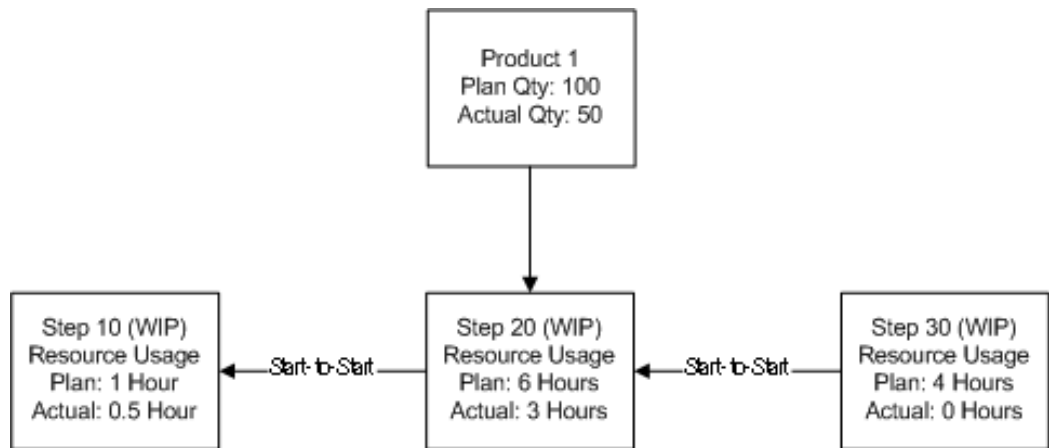 Product 1
Plan Qty: 100
Actual Qty: 50
Step 10 (WIP)
Resource Usage
Plan: 1 Hour
Actual: 0.5 Hour
Start-to-Start
Step 20 (WIP)
Resource Usage
Plan: 6 Hours
Actual: 3 Hours
Start-to-Start
Step 30 (WIP)
Resource Usage
Plan: 4 Hours
Actual: 0 Hours